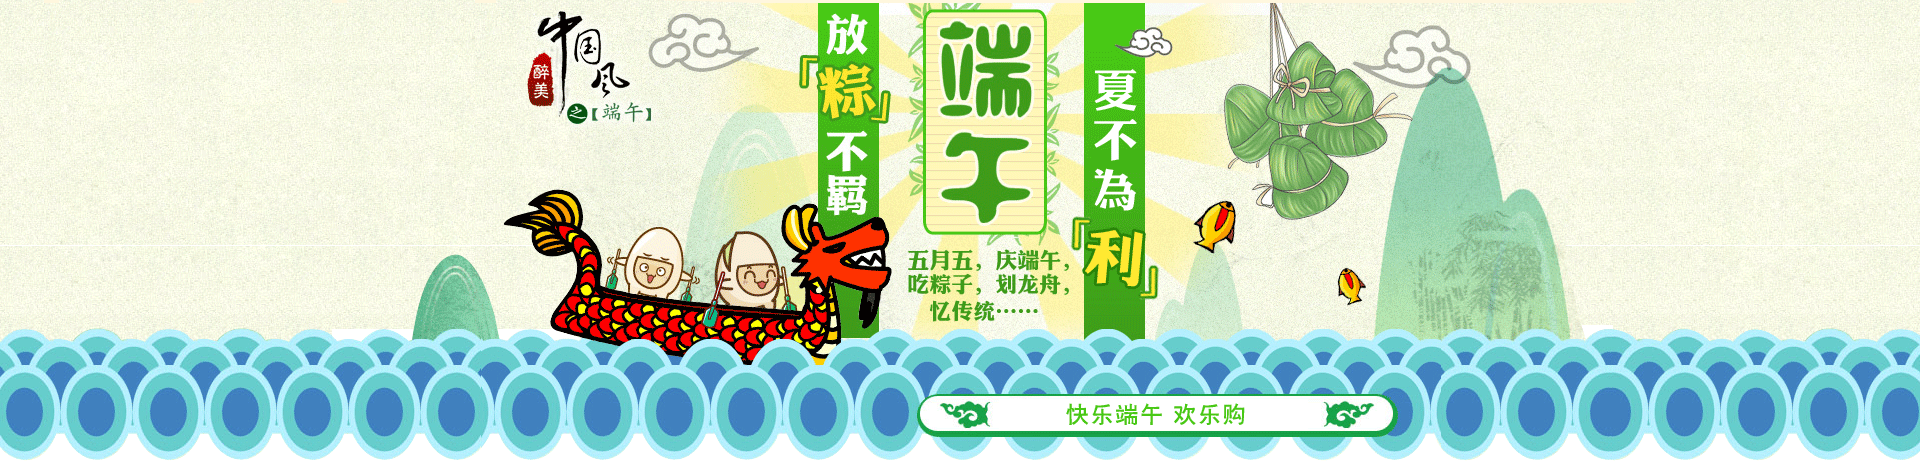 中国风
醉美
之【端午】
放「粽」不羁
端午
夏不為「利」
五月五，庆端午，
吃粽子，划龙舟，
忆传统……
快乐端午 欢乐购